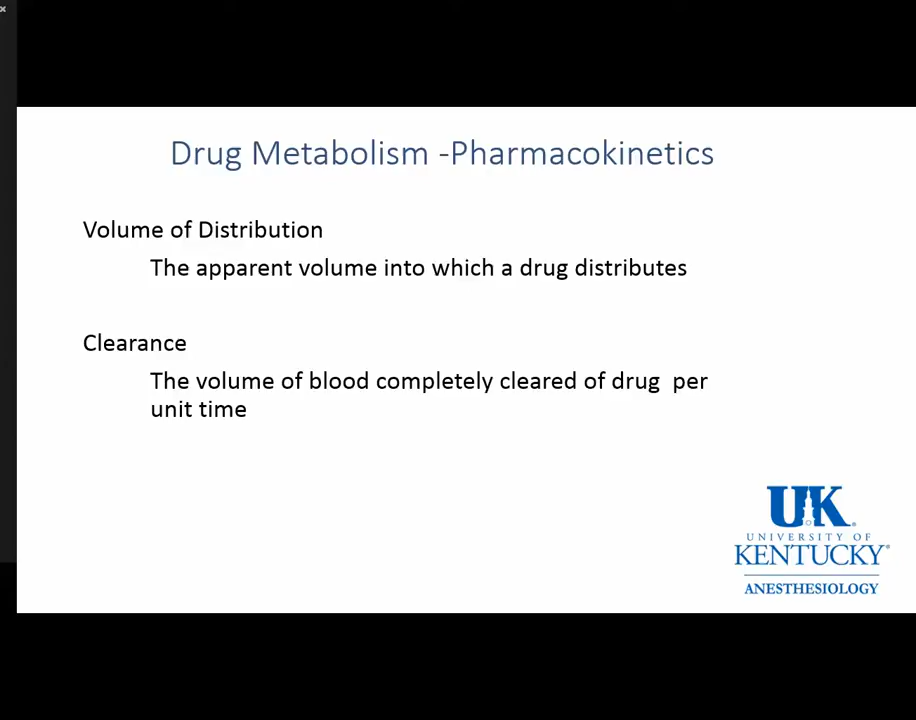 Drug Metabolism -Pharmacokinetics
Volume of Distribution
The apparent volume into which a drug distributes
Clearance
The volume of blood completely cleared of drug  per
unit time
UK
UNIVERSITY OF
KENTUCKY®
ANESTHESIOLOGY